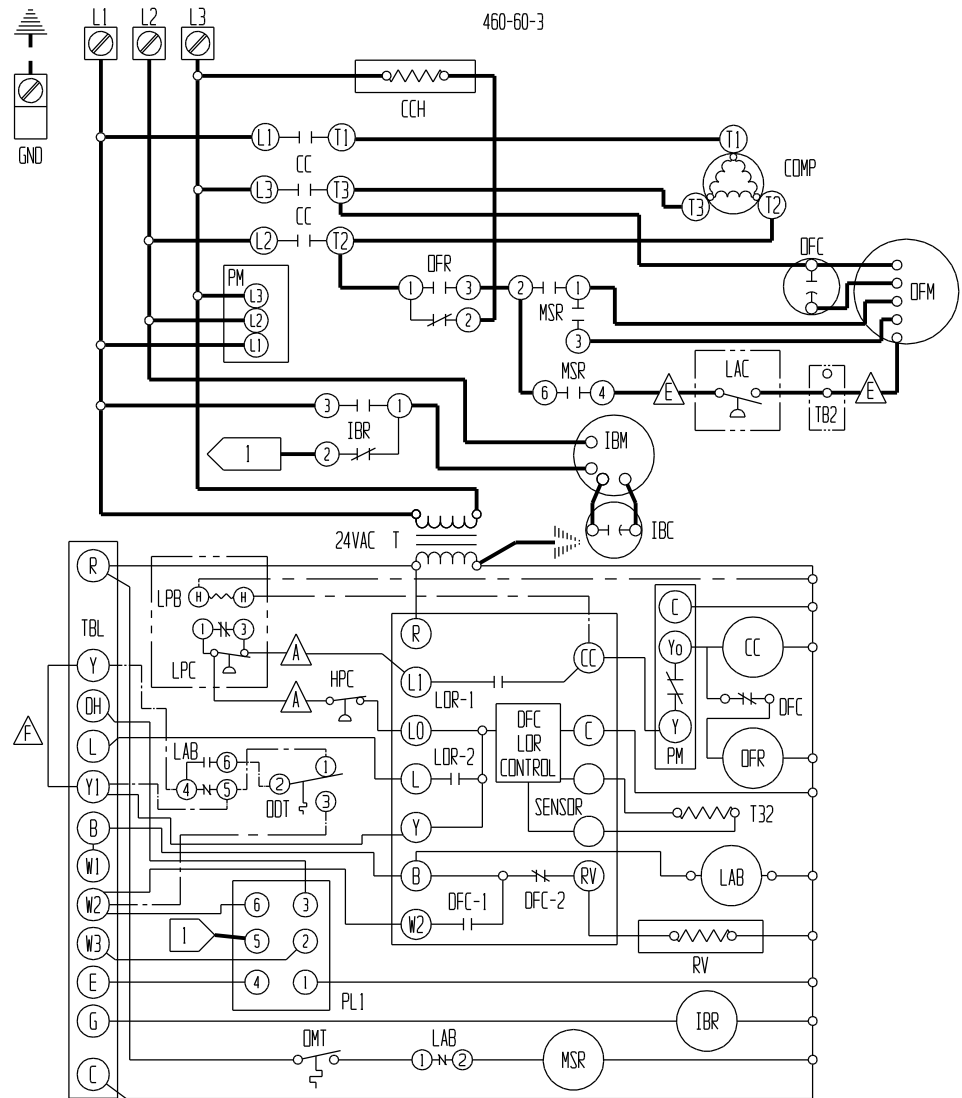 L1 L2 L3
460-60-3
GND
CCH
L1 T1 T1
CC
COMP
L3 T3 T3 T2
CC
L2 T2
OFC
OFR
PM
L3
L2
L1
1 3 2 1
2
MSR
3
OFM
MSR
6 4
E
LAC
TB2
E
3 1
IBR
1
2
IBM
IBC
24VAC T
R
TBL
LPB
H H
1 3
LPC
A
A
HPC
R
CC
L1
LOR-1
C
Yo
Y
PM
CC
DFC
OFR
Y
DH
L
Y1
B
W1
W2
W3
E
G
C
F
LAB
6
4 5
1
2
3
ODT
LO
LOR-2
L
Y
B
W2
DFC
LOR
CONTROL
C
SENSOR
T32
RV
DFC-1
DFC-2
LAB
RV
6 3
1
5 2
4 1
PL1
IBR
OMT
LAB
1 2
MSR